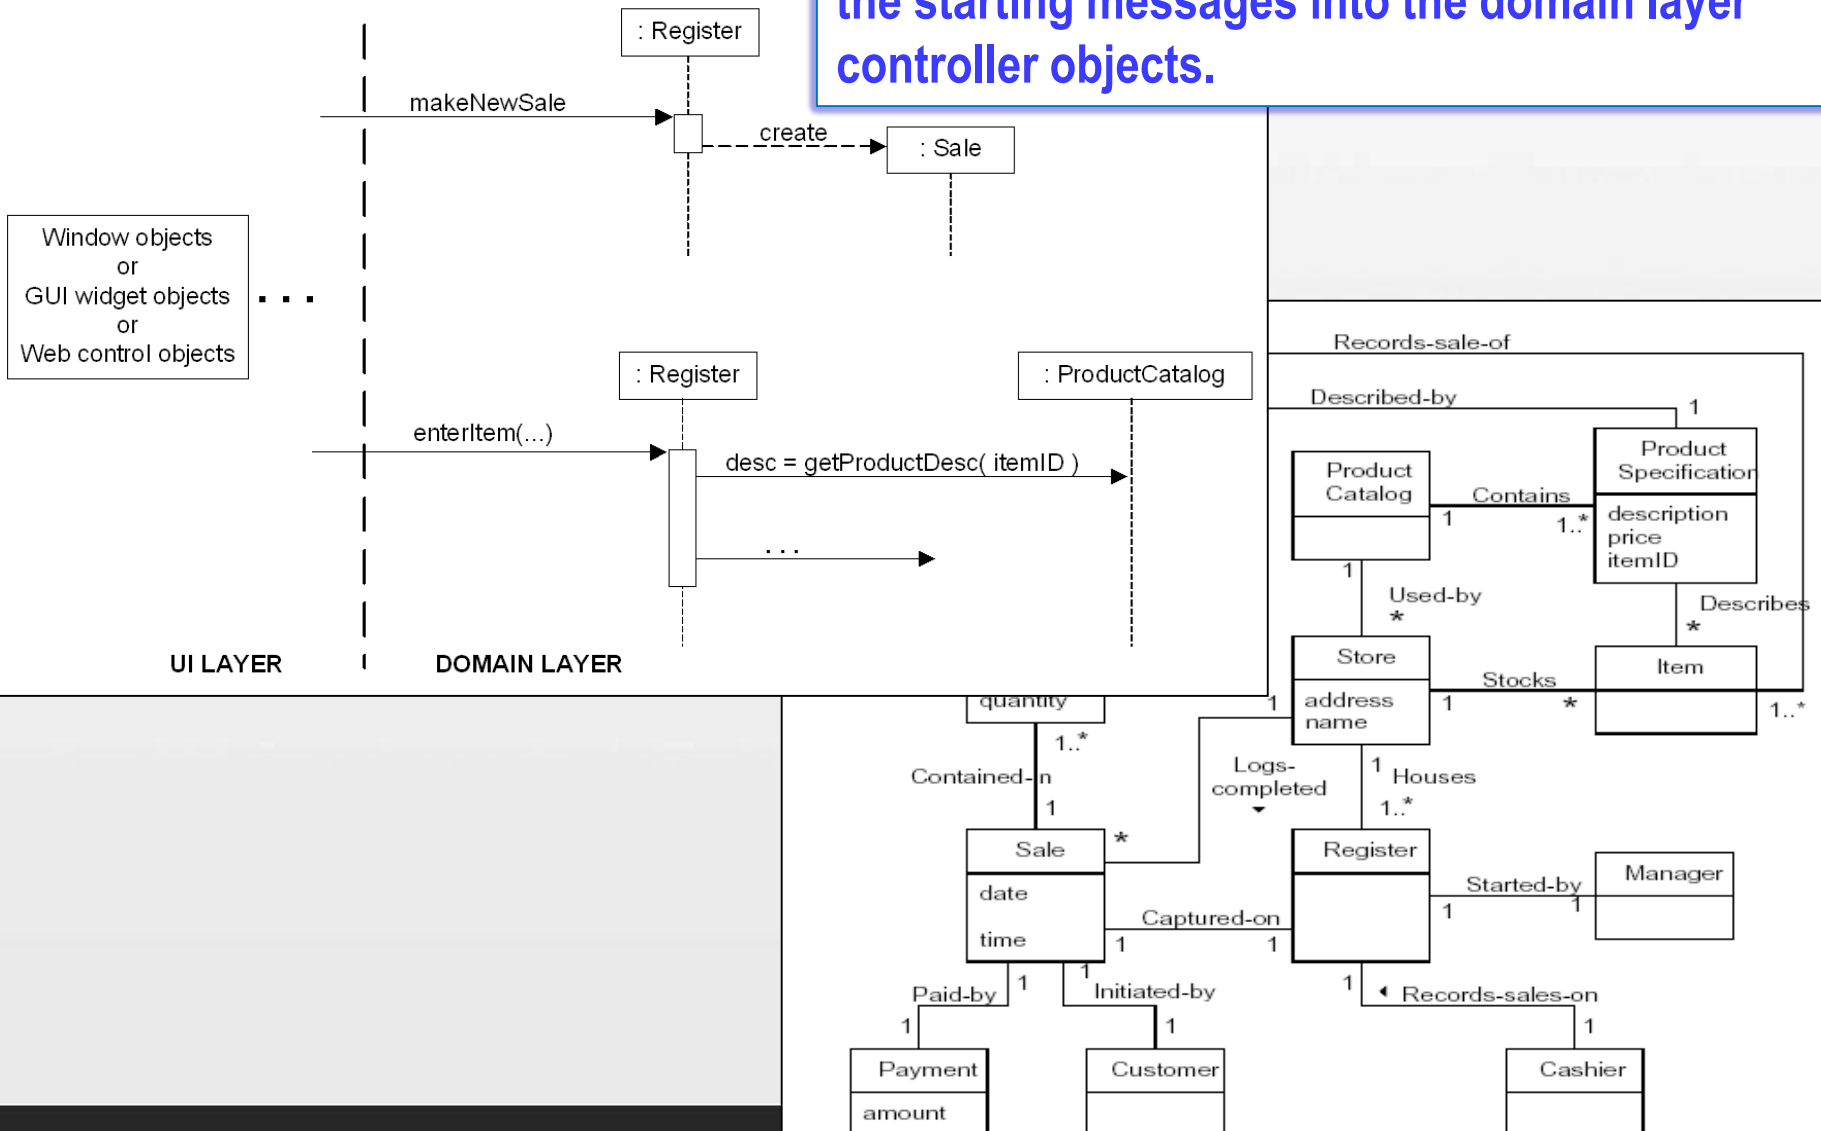 the starting messages into the domain layer
controller objects.
: Register
makeNewSale
create
: Sale
Window objects
or
GUI widget objects
or
Web control objects
. . .
: Register
: ProductCatalog
enterItem(...)
desc = getProductDesc( itemID )
. . .
UI LAYER
DOMAIN LAYER
Records-sale-of
Described-by
1
Product
Specification
description
price
itemID
Product
Catalog
Contains
1
1..*
1
Used-by
*
Describes
*
Store
address
name
Stocks
1
*
Item
1..*
quantity
1..*
Contained-in
1
1
Logs-
completed
*
1
Houses
1..*
Sale
date
time
Register
Captured-on
1
1
Started-by
1
1
Manager
1
Paid-by
1
1
Initiated-by
1
1
Records-sales-on
1
Payment
amount
Customer
Cashier